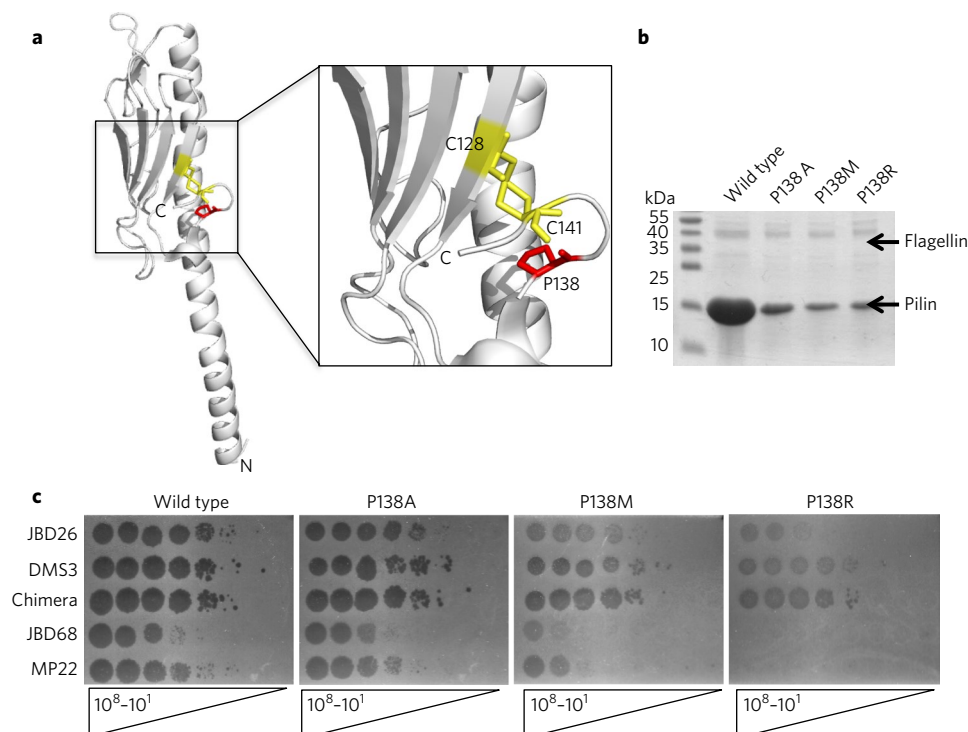 a
C128
C141
C
P138
C
N
b
Wild type
P138 A
P138M
P138R
kDa
55
40
35
25
15
10
Flagellin
Pilin
c
Wild type
P138A
P138M
P138R
JBD26
DMS3
Chimera
JBD68
MP22
10⁸–10¹
10⁸–10¹
10⁸–10¹
10⁸–10¹